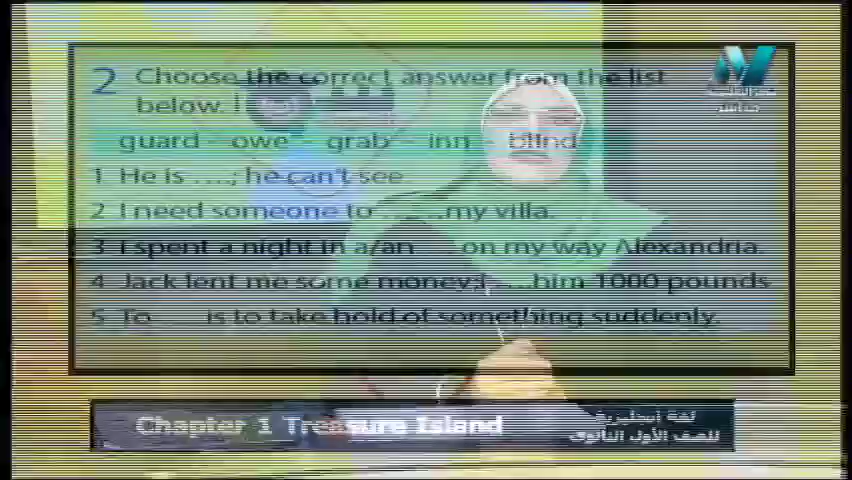 2 Choose the correct answer from the list
below.
guard - owe - grab - inn - blind
1 He is ....; he can't see
2 I need someone to ......my villa.
3 I spent a night in a/an on my way Alexandria.
4 Jack lent me some money;I ....him 1000 pounds
5 To is to take hold of something suddenly.
Chapter 1 Treasure Island
لغة إنجليزية
للصف الأول الثانوى